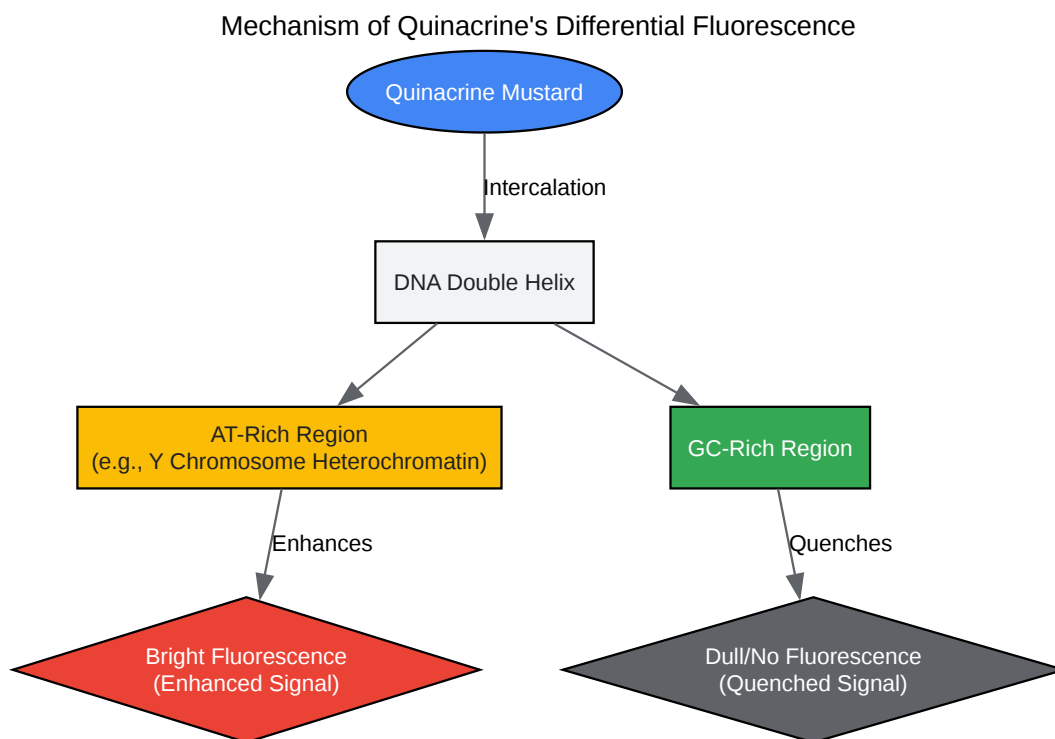 Mechanism of Quinacrine's Differential Fluorescence
Quinacrine Mustard
Intercalation
DNA Double Helix
AT-Rich Region
(e.g., Y Chromosome Heterochromatin)
GC-Rich Region
Enhances
Quenches
Bright Fluorescence
(Enhanced Signal)
Dull/No Fluorescence
(Quenched Signal)